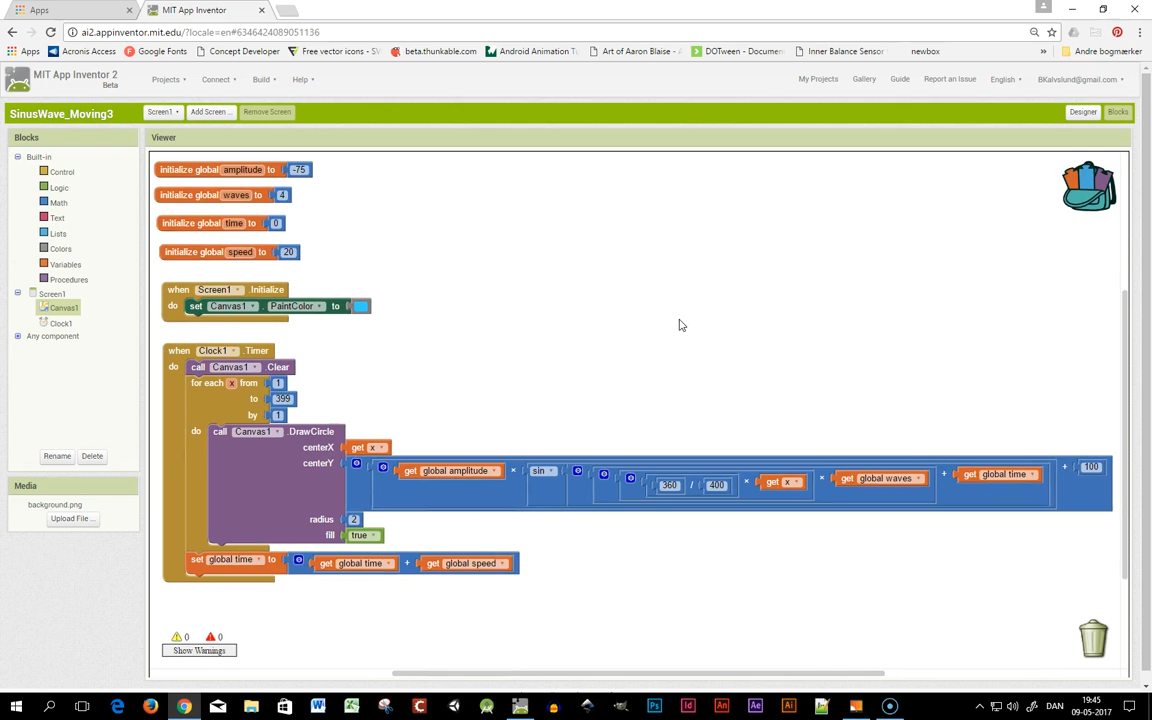 Apps
MIT App Inventor 2
ai2.appinventor.mit.edu/?locale=en#6346424089051136
Apps
Acronis Access
Google Fonts
Concept Developer
Free vector icons - SV
beta.thunkable.com
Android Animation Tu
Art of Aaron Blaise - A
DOTween - Documen
Inner Balance Sensor
newbox
»
Andre bogmærker
MIT App Inventor 2
Beta
Projects
Connect
Build
Help
My Projects
Gallery
Guide
Report an Issue
English
BKalvslund@gmail.com
SinusWave_Moving3
Screen1
Add Screen ...
Remove Screen
Designer
Blocks
Blocks
Viewer
Built-in
Control
Logic
Math
Text
Lists
Colors
Variables
Procedures
Screen1
Canvas1
Clock1
Any component
Rename
Delete
Media
background.png
Upload File ...
initialize global amplitude to -75
initialize global waves to 4
initialize global time to 0
initialize global speed to 20
when Screen1 .Initialize
do set Canvas1 . PaintColor to
when Clock1 .Timer
do call Canvas1 .Clear
for each x from 1
to 399
by 1
do call Canvas1 .DrawCircle
centerX get x
centerY get global amplitude × sin 360 / 400 × get x × get global waves + get global time + 100
radius 2
fill true
set global time to get global time + get global speed
0 0
Show Warnings
DAN
19:45
09-05-2017